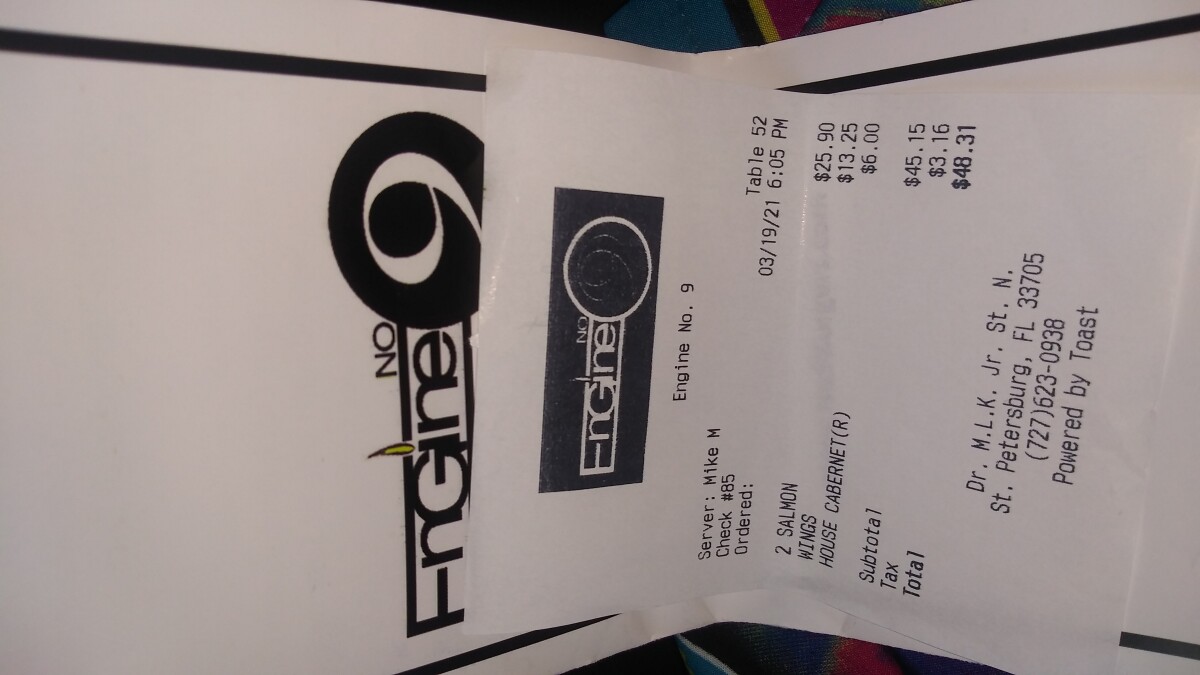 Engine NO 9
Engine NO 9
Engine No. 9
Server: Mike M
Check #85 Table 52
Ordered: 03/19/21 6:05 PM
2 SALMON $25.90
WINGS $13.25
HOUSE CABERNET(R) $6.00
Subtotal $45.15
Tax $3.16
Total $48.31
Dr. M.L.K. Jr. St. N.
St. Petersburg, FL 33705
(727)623-0938
Powered by Toast